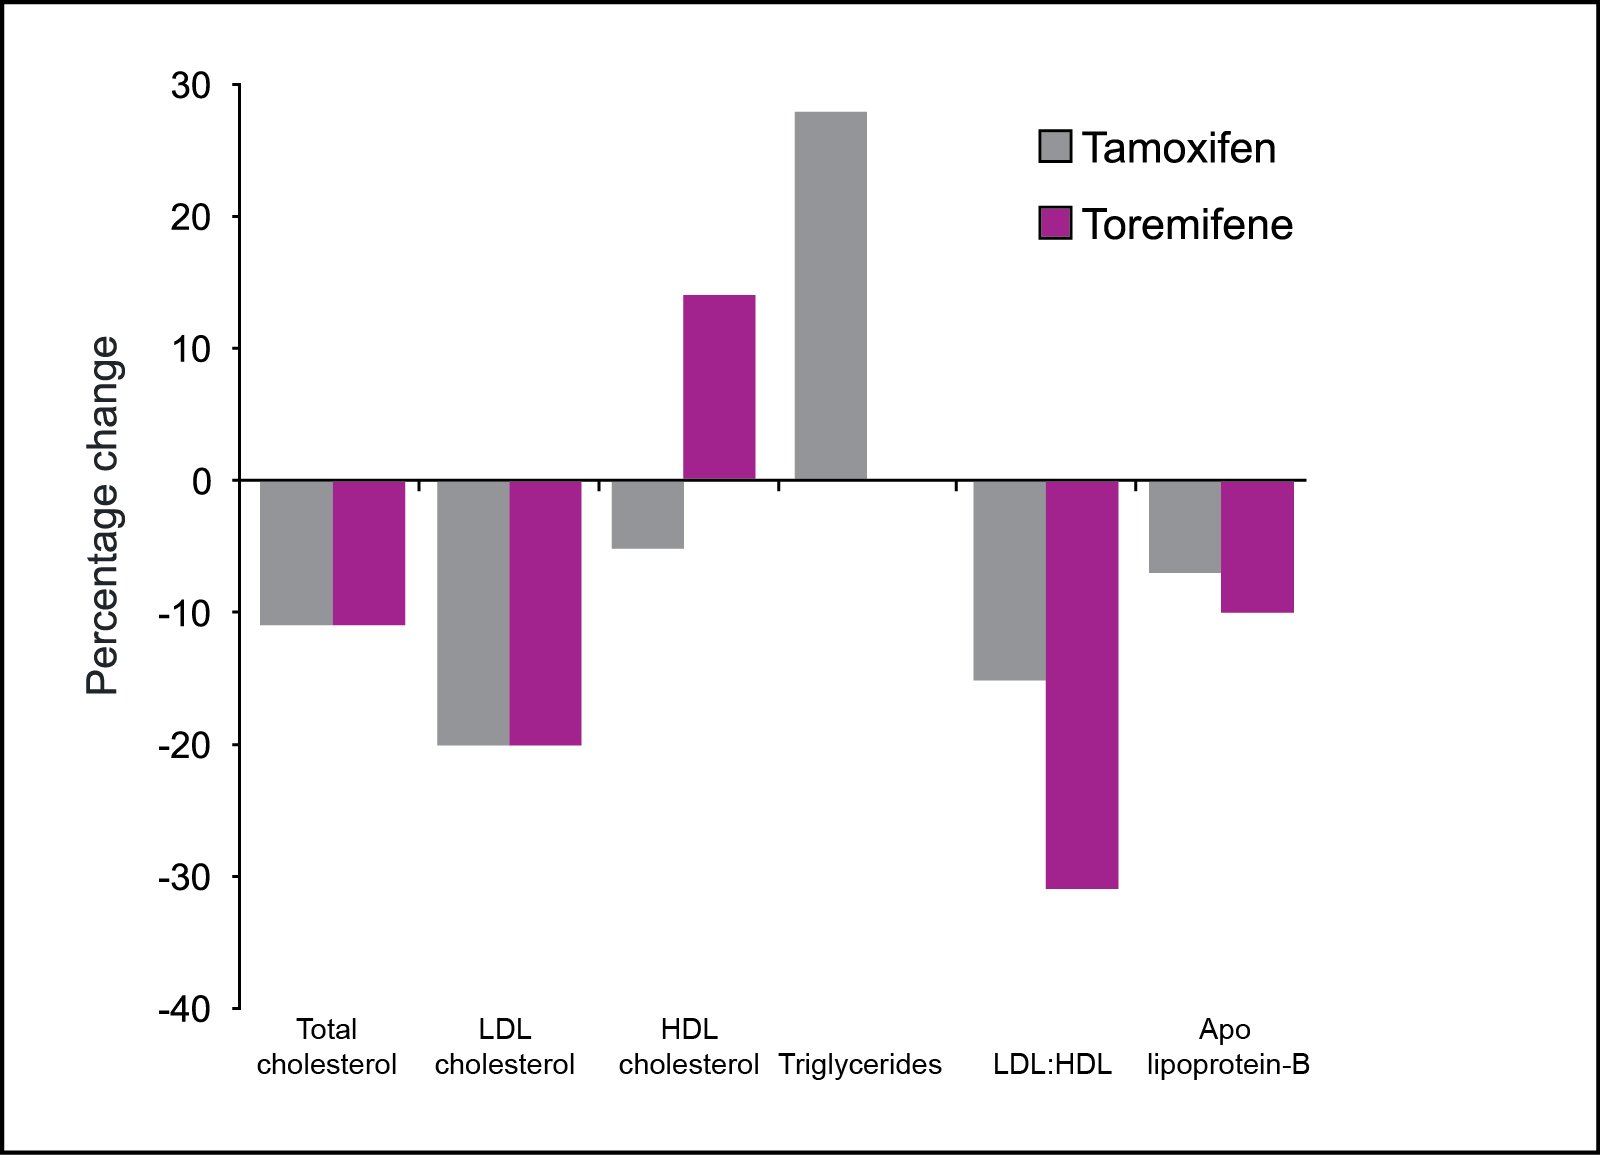 30
20
10
0
-10
-20
-30
-40
Percentage change
Tamoxifen
Toremifene
Total
cholesterol
LDL
cholesterol
HDL
cholesterol
Triglycerides
LDL:HDL
Apo
lipoprotein-B